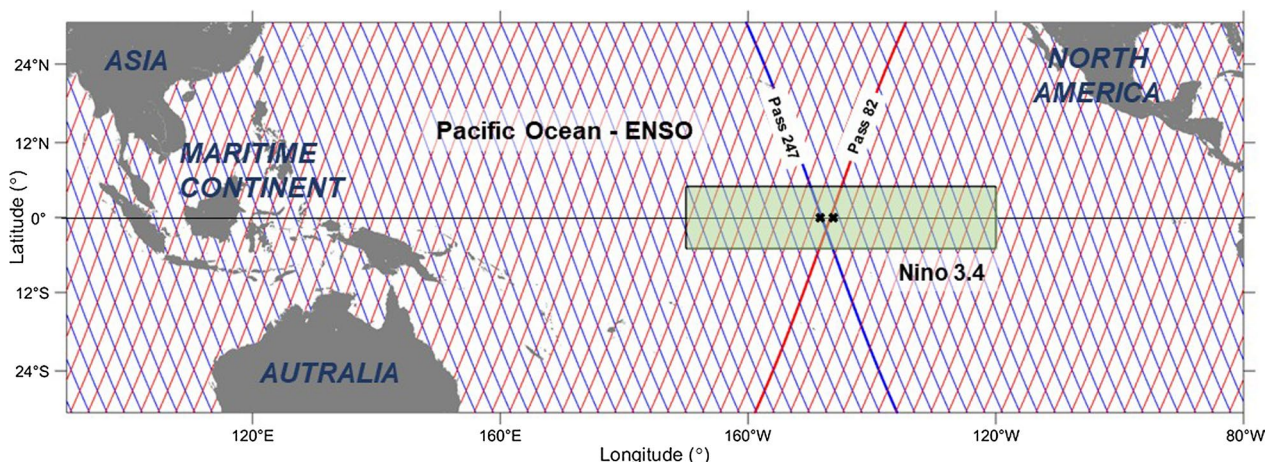 ASIA
NORTH
AMERICA
24°N
Pass 247
Pass 82
Pacific Ocean - ENSO
12°N
MARITIME
CONTINENT
Latitude (°)
0°
Nino 3.4
12°S
24°S
AUTRALIA
120°E
160°E
160°W
120°W
80°W
Longitude (°)